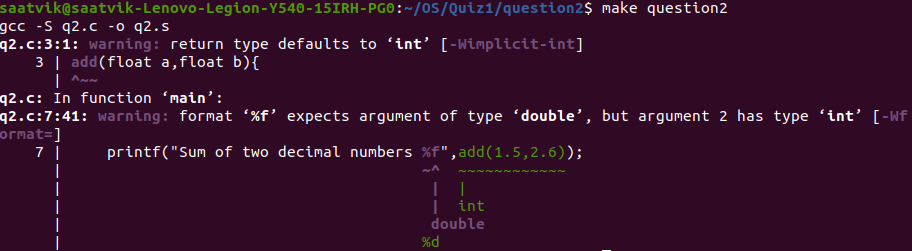 saatvik@saatvik-Lenovo-Legion-Y540-15IRH-PG0:~/OS/Quiz1/question2$ make question2
gcc -S q2.c -o q2.s
q2.c:3:1: warning: return type defaults to ‘int’ [-Wimplicit-int]
    3 | add(float a,float b){
      | ^~~
q2.c: In function ‘main’:
q2.c:7:41: warning: format ‘%f’ expects argument of type ‘double’, but argument 2 has type ‘int’ [-Wf
ormat=]
    7 |     printf("Sum of two decimal numbers %f",add(1.5,2.6));
      |                                        ~^  ~~~~~~~~~~~~
      |                                         |  |
      |                                         |  int
      |                                         double
      |                                        %d